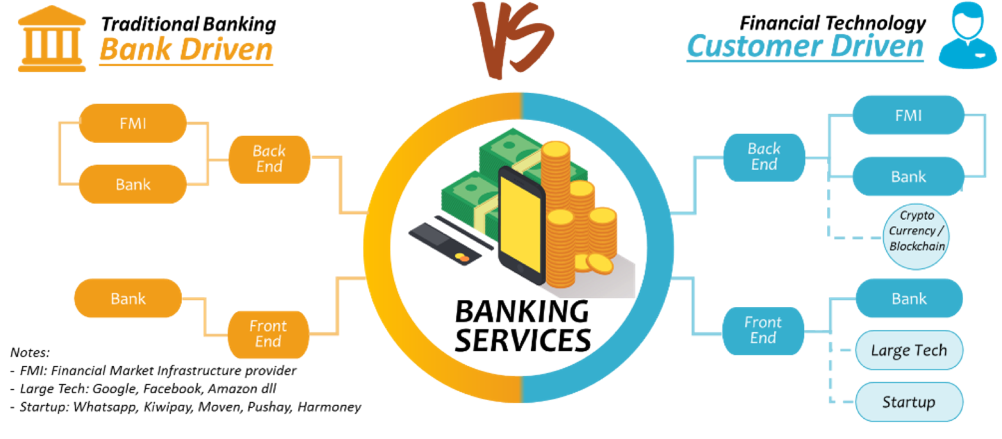 Traditional Banking
Bank Driven
VS
Financial Technology
Customer Driven
FMI
Bank
Back
End
Bank
Front
End
BANKING
SERVICES
Back
End
FMI
Bank
Crypto
Currency /
Blockchain
Front
End
Bank
Large Tech
Startup
Notes:
- FMI: Financial Market Infrastructure provider
- Large Tech: Google, Facebook, Amazon dll
- Startup: Whatsapp, Kiwipay, Moven, Pushay, Harmoney